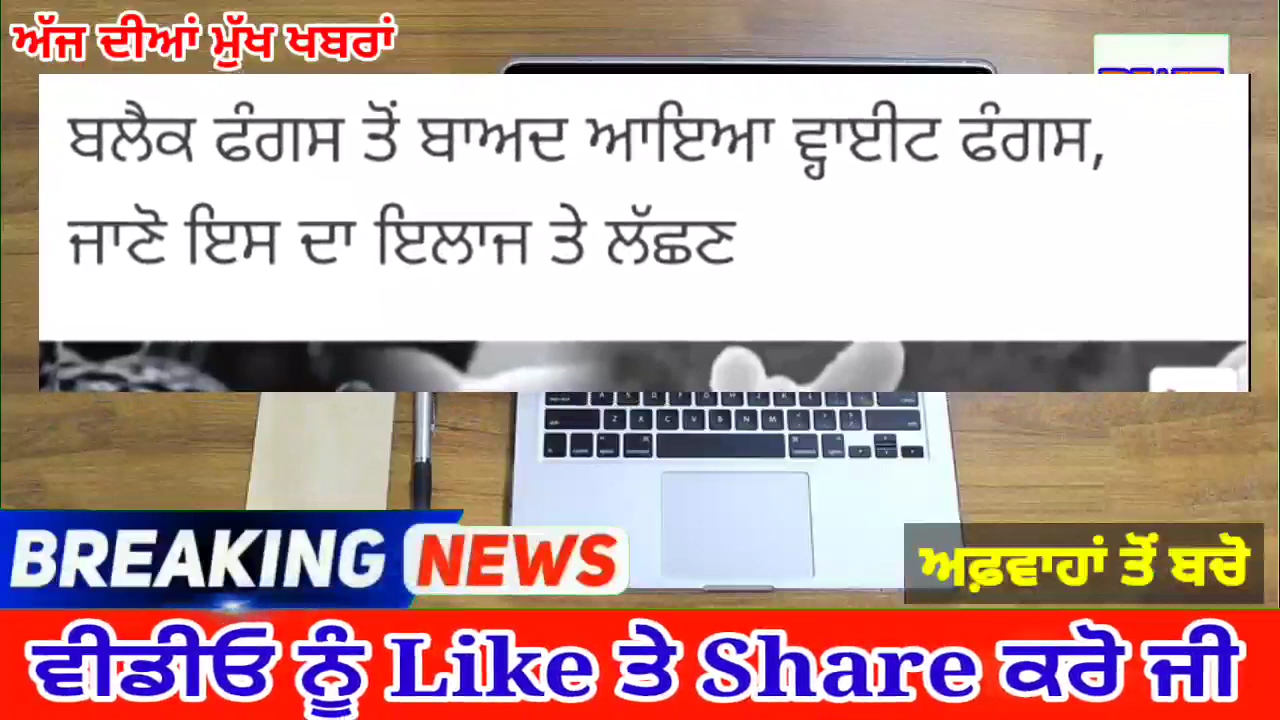 ਅੱਜ ਦੀਆਂ ਮੁੱਖ ਖਬਰਾਂ
ਬਲੈਕ ਫੰਗਸ ਤੋਂ ਬਾਅਦ ਆਇਆ ਵ੍ਹਾਈਟ ਫੰਗਸ,
ਜਾਣੋ ਇਸ ਦਾ ਇਲਾਜ ਤੇ ਲੱਛਣ
BREAKING NEWS
ਅਫ਼ਵਾਹਾਂ ਤੋਂ ਬਚੋ
ਵੀਡੀਓ ਨੂੰ Like ਤੇ Share ਕਰੋ ਜੀ